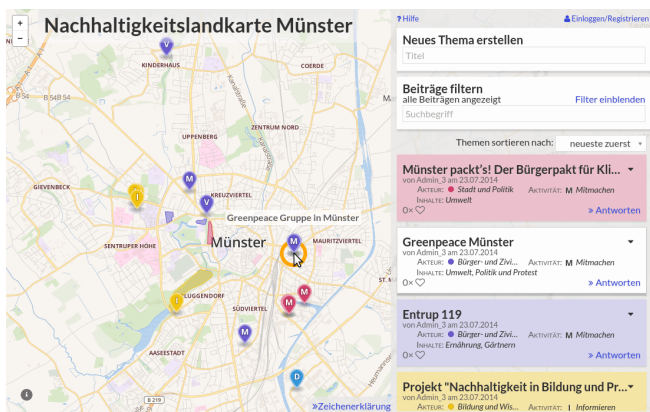 Nachhaltigkeitslandkarte Münster
+
−
V
KINDERHAUS
COERDE
B 54 B 54
Kanalstraße
ZENTRUM NORD
UPPENBERG
M
GIEVENBECK
I
KREUZVIERTEL
V
Greenpeace Gruppe in Münster
SENTRUPER HÖHE
Münster
M
MAURITZVIERTEL
M
M
I
LUGGENDORF
SÜDVIERTEL
M
AASEESTADT
D
i
B 219
»Zeichenerklärung
? Hilfe
Einloggen/Registrieren
Neues Thema erstellen
Titel
Beiträge filtern
alle Beiträgen angezeigt
Filter einblenden
Suchbegriff
Themen sortieren nach:
neueste zuerst
Münster packt's! Der Bürgerpakt für Kli...
von Admin_3 am 23.07.2014
AKTEUR: Stadt und Politik AKTIVITÄT: M Mitmachen
INHALTE: Umwelt
0×
» Antworten
Greenpeace Münster
von Admin_3 am 23.07.2014
AKTEUR: Bürger- und Zivi... AKTIVITÄT: M Mitmachen
INHALTE: Umwelt, Politik und Protest
0×
» Antworten
Entrup 119
von Admin_3 am 23.07.2014
AKTEUR: Bürger- und Zivi... AKTIVITÄT: M Mitmachen
INHALTE: Ernährung, Gärtnern
0×
» Antworten
Projekt "Nachhaltigkeit in Bildung und Pr...
von Admin_3 am 23.07.2014
AKTEUR: Bildung und Wis... AKTIVITÄT: I Informieren